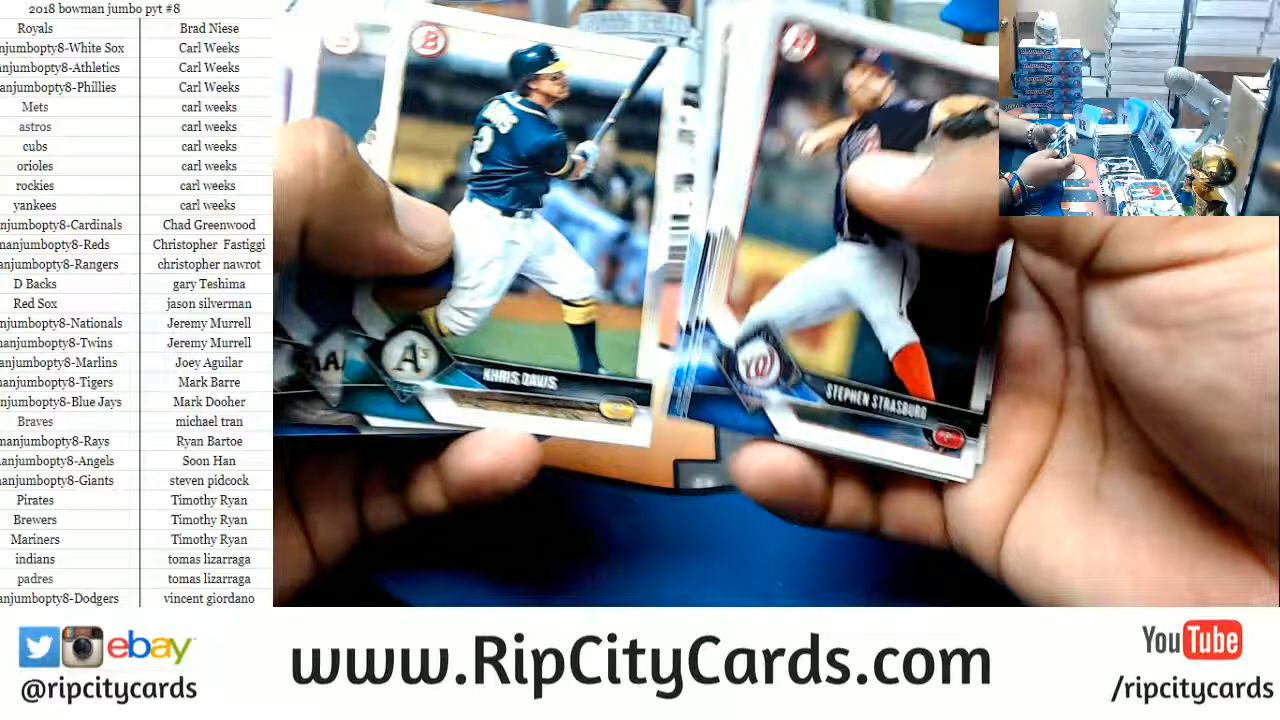 2018 bowman jumbo pyt #8
Royals Brad Niese
njumbopty8-White Sox Carl Weeks
anjumbopty8-Athletics Carl Weeks
anjumbopty8-Phillies Carl Weeks
Mets carl weeks
astros carl weeks
cubs carl weeks
orioles carl weeks
rockies carl weeks
yankees carl weeks
njumbopty8-Cardinals Chad Greenwood
manjumbopty8-Reds Christopher Fastiggi
anjumbopty8-Rangers christopher nawrot
D Backs gary Teshima
Red Sox jason silverman
njumbopty8-Nationals Jeremy Murrell
nanjumbopty8-Twins Jeremy Murrell
anjumbopty8-Marlins Joey Aguilar
nanjumbopty8-Tigers Mark Barre
njumbopty8-Blue Jays Mark Dooher
Braves michael tran
manjumbopty8-Rays Ryan Bartoe
nanjumbopty8-Angels Soon Han
nanjumbopty8-Giants steven pidcock
Pirates Timothy Ryan
Brewers Timothy Ryan
Mariners Timothy Ryan
indians tomas lizarraga
padres tomas lizarraga
anjumbopty8-Dodgers vincent giordano
B
2
A's
KHRIS DAVIS
W
STEPHEN STRASBURG
ebay
@ripcitycards
www.RipCityCards.com
YouTube
/ripcitycards